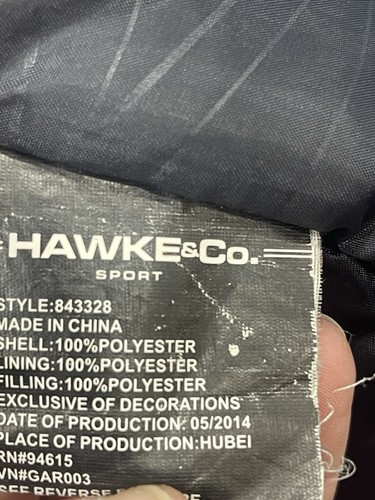 HAWKE&Co.
SPORT
STYLE:843328
MADE IN CHINA
SHELL:100%POLYESTER
LINING:100%POLYESTER
FILLING:100%POLYESTER
EXCLUSIVE OF DECORATIONS
DATE OF PRODUCTION: 05/2014
PLACE OF PRODUCTION:HUBEI
RN#94615
VN#GAR003
SEE REVERSE